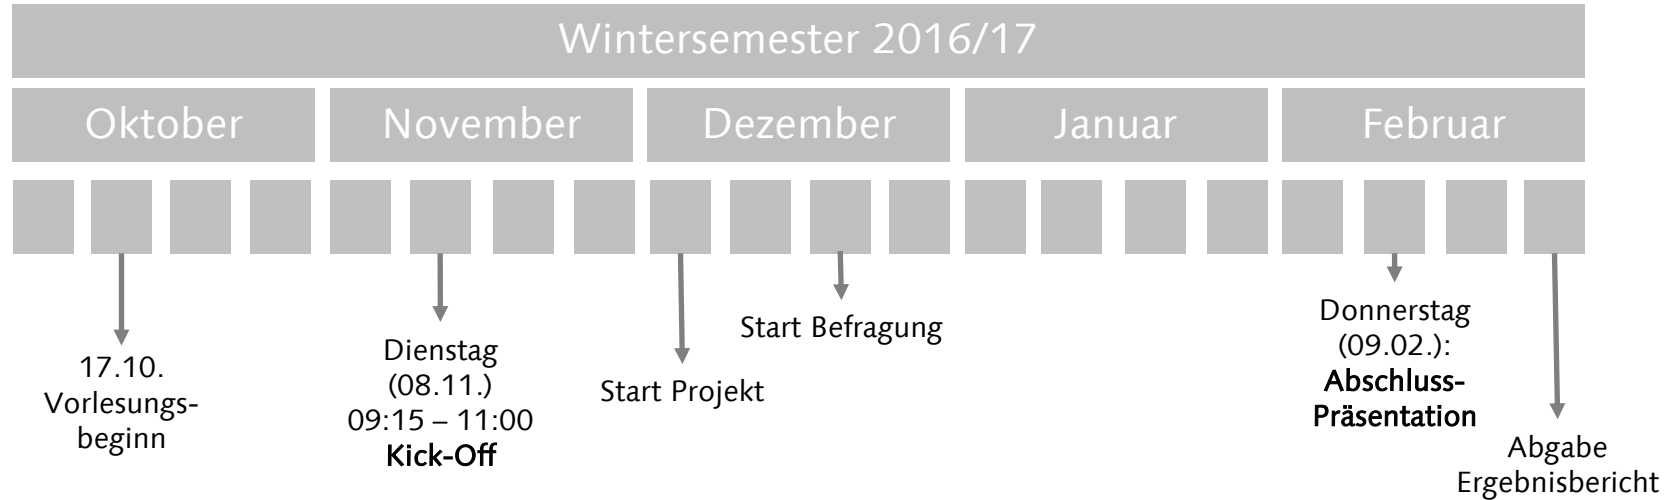 Wintersemester 2016/17
Oktober
November
Dezember
Januar
Februar
17.10.
Vorlesungs-
beginn
Dienstag
(08.11.)
09:15 – 11:00
Kick-Off
Start Projekt
Start Befragung
Donnerstag
(09.02.):
Abschluss-
Präsentation
Abgabe
Ergebnisbericht